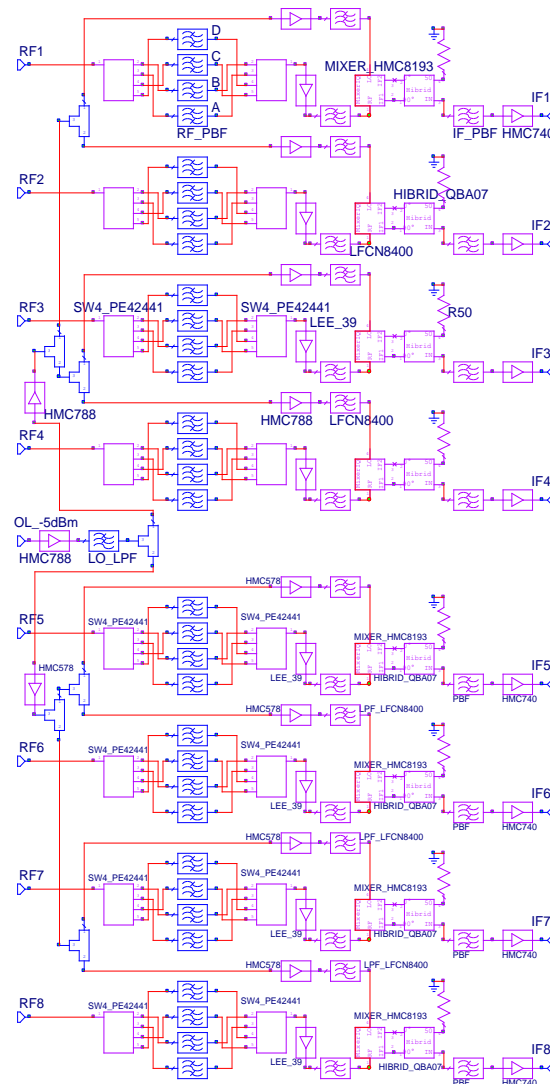 D
RF1
C
MIXER_HMC8193
B
A
RF_PBF
IF1
IF_PBF HMC740
RF2
HIBRID_QBA07
IF2
LFCN8400
RF3
SW4_PE42441
SW4_PE42441
R50
LEE_39
IF3
HMC788
HMC788
LFCN8400
RF4
IF4
OL_-5dBm
HMC788
LO_LPF
HMC578
RF5
SW4_PE42441
SW4_PE42441
MIXER_HMC8193
HMC578
IF5
LEE_39
HIBRID_QBA07
PBF
HMC740
HMC578
LPF_LFCN8400
RF6
SW4_PE42441
SW4_PE42441
MIXER_HMC8193
IF6
LEE_39
HIBRID_QBA07
PBF
HMC740
HMC578
LPF_LFCN8400
RF7
SW4_PE42441
SW4_PE42441
MIXER_HMC8193
IF7
LEE_39
HIBRID_QBA07
PBF
HMC740
HMC578
LPF_LFCN8400
RF8
SW4_PE42441
SW4_PE42441
MIXER_HMC8193
IF8
LEE_39
HIBRID_QBA07
PBF
HMC740